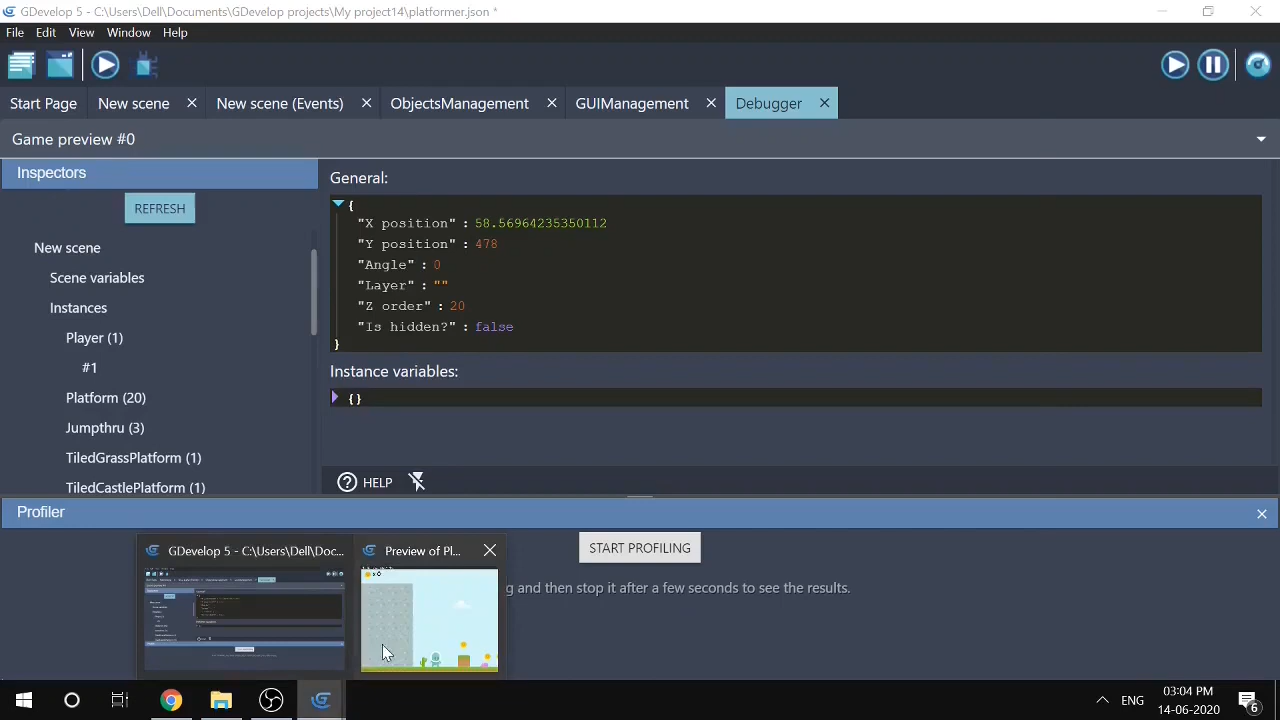 GDevelop 5 - C:\Users\Dell\Documents\GDevelop projects\My project14\platformer.json *
File Edit View Window Help
Start Page New scene New scene (Events) ObjectsManagement GUIManagement Debugger
Game preview #0
Inspectors
REFRESH
New scene
Scene variables
Instances
Player (1)
#1
Platform (20)
Jumpthru (3)
TiledGrassPlatform (1)
TiledCastlePlatform (1)
General:
{
"X position" : 58.56964235350112
"Y position" : 478
"Angle" : 0
"Layer" : ""
"Z order" : 20
"Is hidden?" : false
}
Instance variables:
{}
HELP
Profiler
START PROFILING
g and then stop it after a few seconds to see the results.
GDevelop 5 - C:\Users\Dell\Doc...
Preview of Pl...
ENG
03:04 PM
14-06-2020
6